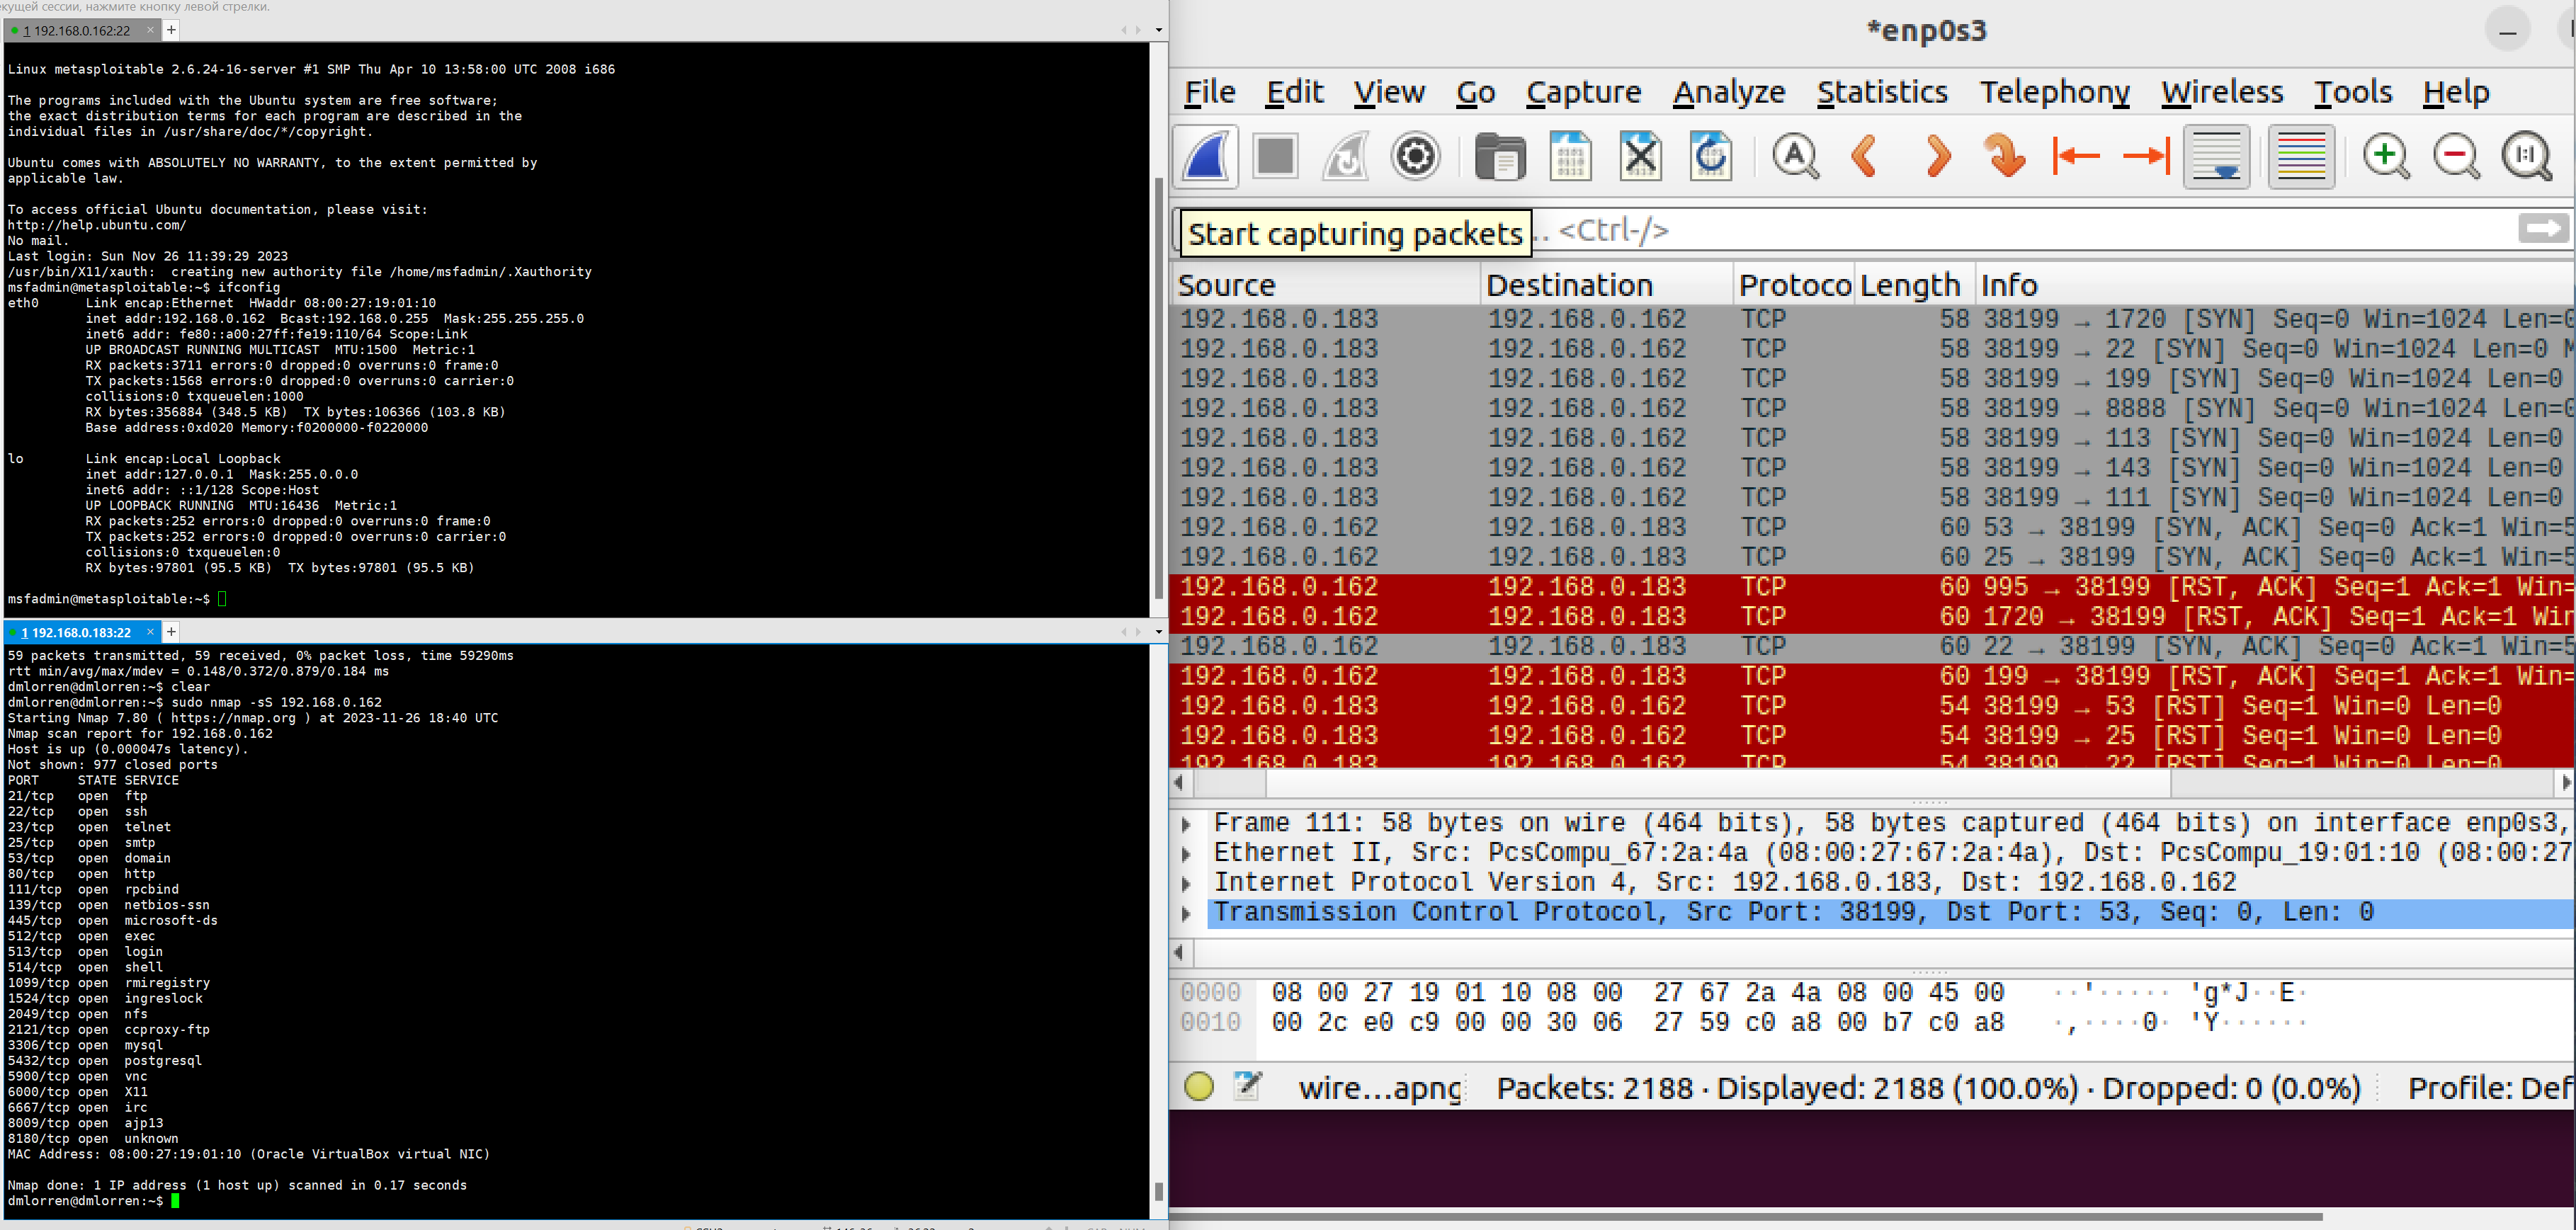 екущей сессии, нажмите кнопку левой стрелки.
1 192.168.0.162:22 × +
Linux metasploitable 2.6.24-16-server #1 SMP Thu Apr 10 13:58:00 UTC 2008 i686
The programs included with the Ubuntu system are free software;
the exact distribution terms for each program are described in the
individual files in /usr/share/doc/*/copyright.
Ubuntu comes with ABSOLUTELY NO WARRANTY, to the extent permitted by
applicable law.
To access official Ubuntu documentation, please visit:
http://help.ubuntu.com/
No mail.
Last login: Sun Nov 26 11:39:29 2023
/usr/bin/X11/xauth:  creating new authority file /home/msfadmin/.Xauthority
msfadmin@metasploitable:~$ ifconfig
eth0      Link encap:Ethernet  HWaddr 08:00:27:19:01:10
inet addr:192.168.0.162  Bcast:192.168.0.255  Mask:255.255.255.0
inet6 addr: fe80::a00:27ff:fe19:110/64 Scope:Link
UP BROADCAST RUNNING MULTICAST  MTU:1500  Metric:1
RX packets:3711 errors:0 dropped:0 overruns:0 frame:0
TX packets:1568 errors:0 dropped:0 overruns:0 carrier:0
collisions:0 txqueuelen:1000
RX bytes:356884 (348.5 KB)  TX bytes:106366 (103.8 KB)
Base address:0xd020 Memory:f0200000-f0220000
lo        Link encap:Local Loopback
inet addr:127.0.0.1  Mask:255.0.0.0
inet6 addr: ::1/128 Scope:Host
UP LOOPBACK RUNNING  MTU:16436  Metric:1
RX packets:252 errors:0 dropped:0 overruns:0 frame:0
TX packets:252 errors:0 dropped:0 overruns:0 carrier:0
collisions:0 txqueuelen:0
RX bytes:97801 (95.5 KB)  TX bytes:97801 (95.5 KB)
msfadmin@metasploitable:~$
1 192.168.0.183:22 × +
59 packets transmitted, 59 received, 0% packet loss, time 59290ms
rtt min/avg/max/mdev = 0.148/0.372/0.879/0.184 ms
dmlorren@dmlorren:~$ clear
dmlorren@dmlorren:~$ sudo nmap -sS 192.168.0.162
Starting Nmap 7.80 ( https://nmap.org ) at 2023-11-26 18:40 UTC
Nmap scan report for 192.168.0.162
Host is up (0.000047s latency).
Not shown: 977 closed ports
PORT     STATE SERVICE
21/tcp   open  ftp
22/tcp   open  ssh
23/tcp   open  telnet
25/tcp   open  smtp
53/tcp   open  domain
80/tcp   open  http
111/tcp  open  rpcbind
139/tcp  open  netbios-ssn
445/tcp  open  microsoft-ds
512/tcp  open  exec
513/tcp  open  login
514/tcp  open  shell
1099/tcp open  rmiregistry
1524/tcp open  ingreslock
2049/tcp open  nfs
2121/tcp open  ccproxy-ftp
3306/tcp open  mysql
5432/tcp open  postgresql
5900/tcp open  vnc
6000/tcp open  X11
6667/tcp open  irc
8009/tcp open  ajp13
8180/tcp open  unknown
MAC Address: 08:00:27:19:01:10 (Oracle VirtualBox virtual NIC)
Nmap done: 1 IP address (1 host up) scanned in 0.17 seconds
dmlorren@dmlorren:~$
*enp0s3
File Edit View Go Capture Analyze Statistics Telephony Wireless Tools Help
Start capturing packets .. <Ctrl-/>
Source Destination Protoco Length Info
192.168.0.183 192.168.0.162 TCP 58 38199 → 1720 [SYN] Seq=0 Win=1024 Len=0
192.168.0.183 192.168.0.162 TCP 58 38199 → 22 [SYN] Seq=0 Win=1024 Len=0 M
192.168.0.183 192.168.0.162 TCP 58 38199 → 199 [SYN] Seq=0 Win=1024 Len=0
192.168.0.183 192.168.0.162 TCP 58 38199 → 8888 [SYN] Seq=0 Win=1024 Len=0
192.168.0.183 192.168.0.162 TCP 58 38199 → 113 [SYN] Seq=0 Win=1024 Len=0
192.168.0.183 192.168.0.162 TCP 58 38199 → 143 [SYN] Seq=0 Win=1024 Len=0
192.168.0.183 192.168.0.162 TCP 58 38199 → 111 [SYN] Seq=0 Win=1024 Len=0
192.168.0.162 192.168.0.183 TCP 60 53 → 38199 [SYN, ACK] Seq=0 Ack=1 Win=5
192.168.0.162 192.168.0.183 TCP 60 25 → 38199 [SYN, ACK] Seq=0 Ack=1 Win=5
192.168.0.162 192.168.0.183 TCP 60 995 → 38199 [RST, ACK] Seq=1 Ack=1 Win=
192.168.0.162 192.168.0.183 TCP 60 1720 → 38199 [RST, ACK] Seq=1 Ack=1 Win
192.168.0.162 192.168.0.183 TCP 60 22 → 38199 [SYN, ACK] Seq=0 Ack=1 Win=5
192.168.0.162 192.168.0.183 TCP 60 199 → 38199 [RST, ACK] Seq=1 Ack=1 Win=
192.168.0.183 192.168.0.162 TCP 54 38199 → 53 [RST] Seq=1 Win=0 Len=0
192.168.0.183 192.168.0.162 TCP 54 38199 → 25 [RST] Seq=1 Win=0 Len=0
192.168.0.183 192.168.0.162 TCP 54 38199 → 22 [RST] Seq=1 Win=0 Len=0
Frame 111: 58 bytes on wire (464 bits), 58 bytes captured (464 bits) on interface enp0s3,
Ethernet II, Src: PcsCompu_67:2a:4a (08:00:27:67:2a:4a), Dst: PcsCompu_19:01:10 (08:00:27
Internet Protocol Version 4, Src: 192.168.0.183, Dst: 192.168.0.162
Transmission Control Protocol, Src Port: 38199, Dst Port: 53, Seq: 0, Len: 0
0000 08 00 27 19 01 10 08 00 27 67 2a 4a 08 00 45 00 ··'····· 'g*J··E·
0010 00 2c e0 c9 00 00 30 06 27 59 c0 a8 00 b7 c0 a8 ·,····0· 'Y······
wire…apng Packets: 2188 · Displayed: 2188 (100.0%) · Dropped: 0 (0.0%) Profile: Def